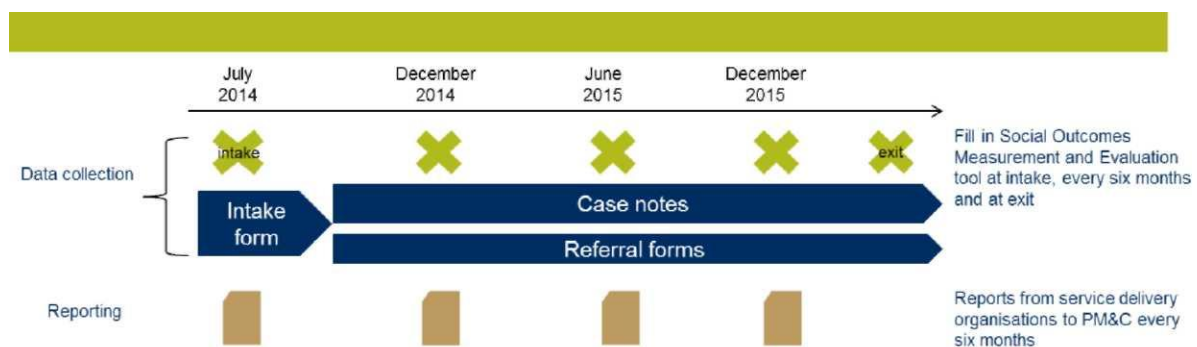 July
2014
December
2014
June
2015
December
2015
Data collection
intake
exit
Fill in Social Outcomes
Measurement and Evaluation
tool at intake, every six months
and at exit
Intake
form
Case notes
Referral forms
Reporting
Reports from service delivery
organisations to PM&C every
six months